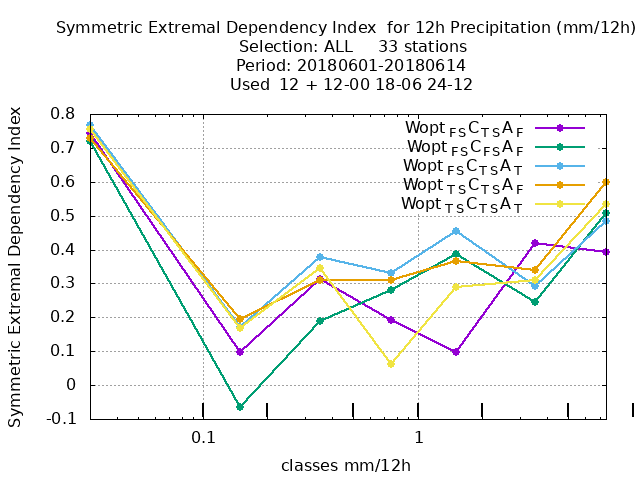 Symmetric Extremal Dependency Index  for 12h Precipitation (mm/12h)
Selection: ALL     33 stations
Period: 20180601-20180614
Used  12 + 12-00 18-06 24-12
Symmetric Extremal Dependency Index
0.8
0.7
0.6
0.5
0.4
0.3
0.2
0.1
0
-0.1
Wopt FS C TS A F
Wopt FS C FS A F
Wopt FS C TS A T
Wopt TS C TS A F
Wopt TS C TS A T
0.1 1
classes mm/12h